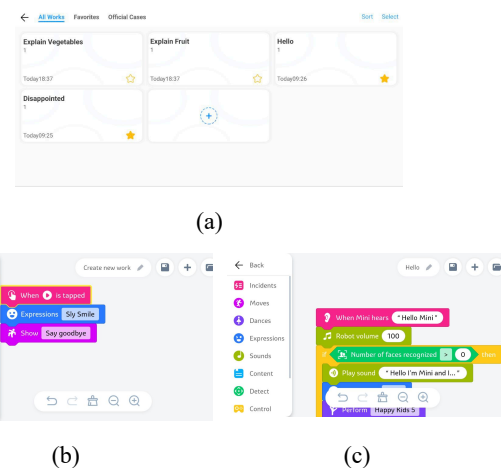 All Works Favorites Official Cases Sort Select
Explain Vegetables
1
Today18:37
Explain Fruit
1
Today18:37
Hello
1
Today09:26
Disappointed
1
Today09:25
(a)
Create new work
When is tapped
Expressions Sly Smile
Show Say goodbye
(b)
Back
Incidents
Moves
Dances
Expressions
Sounds
Content
Detect
Control
Hello
When Mini hears "Hello Mini"
Robot volume 100
if Number of faces recognized > 0 then
Play sound "Hello I'm Mini and I..."
Perform Happy Kids 5
(c)